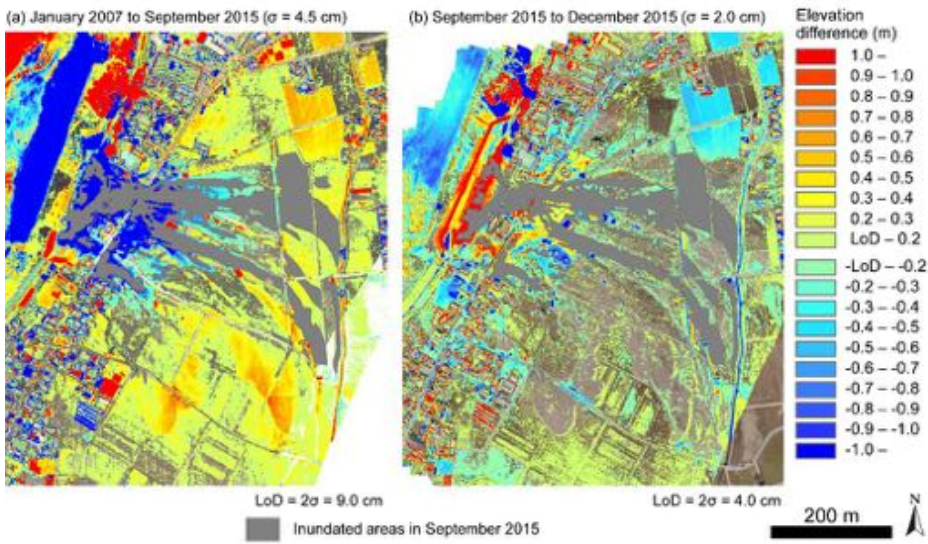 (a) January 2007 to September 2015 (σ = 4.5 cm)
(b) September 2015 to December 2015 (σ = 2.0 cm)
Elevation
difference (m)
1.0 –
0.9 – 1.0
0.8 – 0.9
0.7 – 0.8
0.6 – 0.7
0.5 – 0.6
0.4 – 0.5
0.3 – 0.4
0.2 – 0.3
LoD – 0.2
-LoD – -0.2
-0.2 – -0.3
-0.3 – -0.4
-0.4 – -0.5
-0.5 – -0.6
-0.6 – -0.7
-0.7 – -0.8
-0.8 – -0.9
-0.9 – -1.0
-1.0 –
LoD = 2σ = 9.0 cm
LoD = 2σ = 4.0 cm
Inundated areas in September 2015
200 m
N